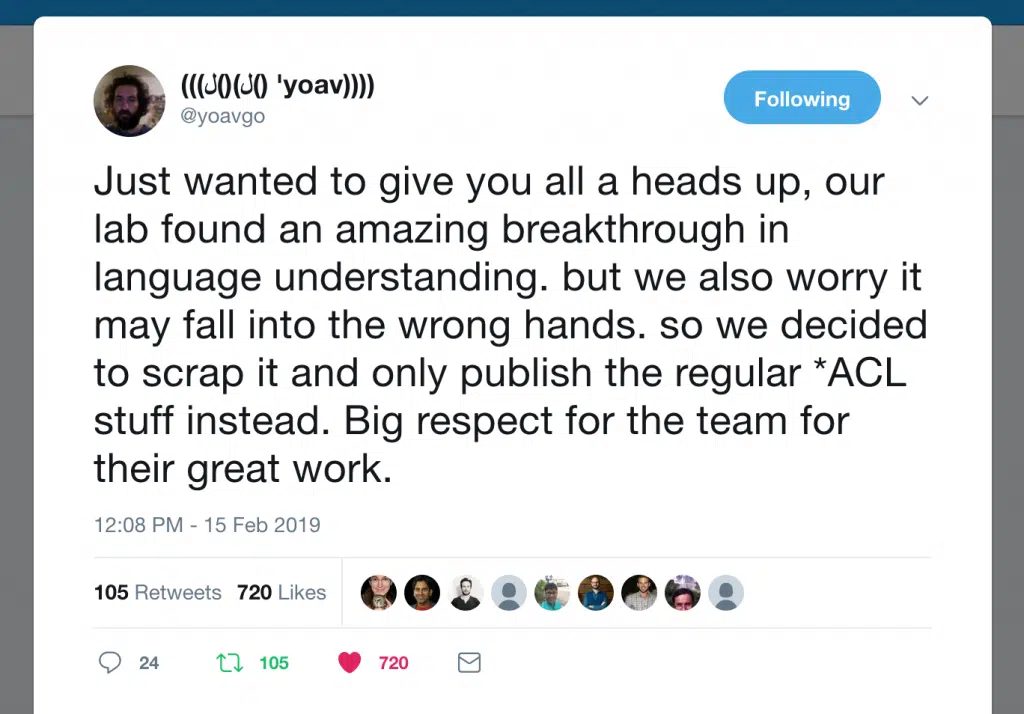 (((ل()(ل() 'yoav))))
@yoavgo
Following
Just wanted to give you all a heads up, our
lab found an amazing breakthrough in
language understanding. but we also worry it
may fall into the wrong hands. so we decided
to scrap it and only publish the regular *ACL
stuff instead. Big respect for the team for
their great work.
12:08 PM - 15 Feb 2019
105 Retweets 720 Likes
24 105 720